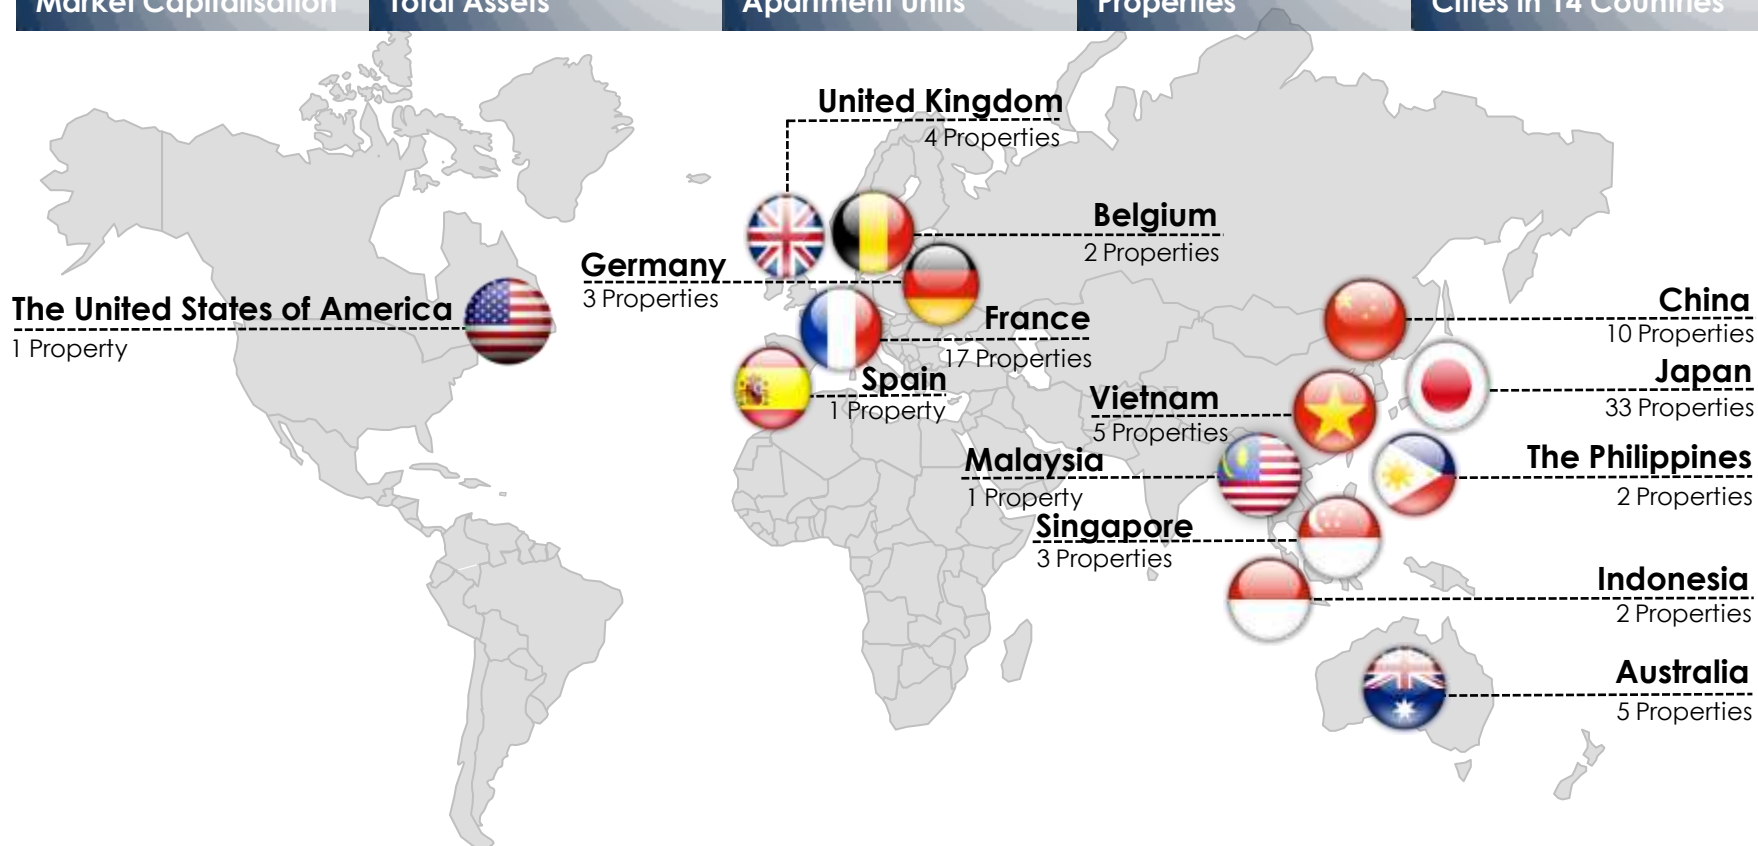 Market Capitalisation
Total Assets
Apartment Units
Properties
Cities in 14 Countries
United Kingdom
4 Properties
Belgium
2 Properties
Germany
3 Properties
The United States of America
1 Property
France
17 Properties
Spain
1 Property
China
10 Properties
Japan
33 Properties
Vietnam
5 Properties
Malaysia
1 Property
The Philippines
2 Properties
Singapore
3 Properties
Indonesia
2 Properties
Australia
5 Properties